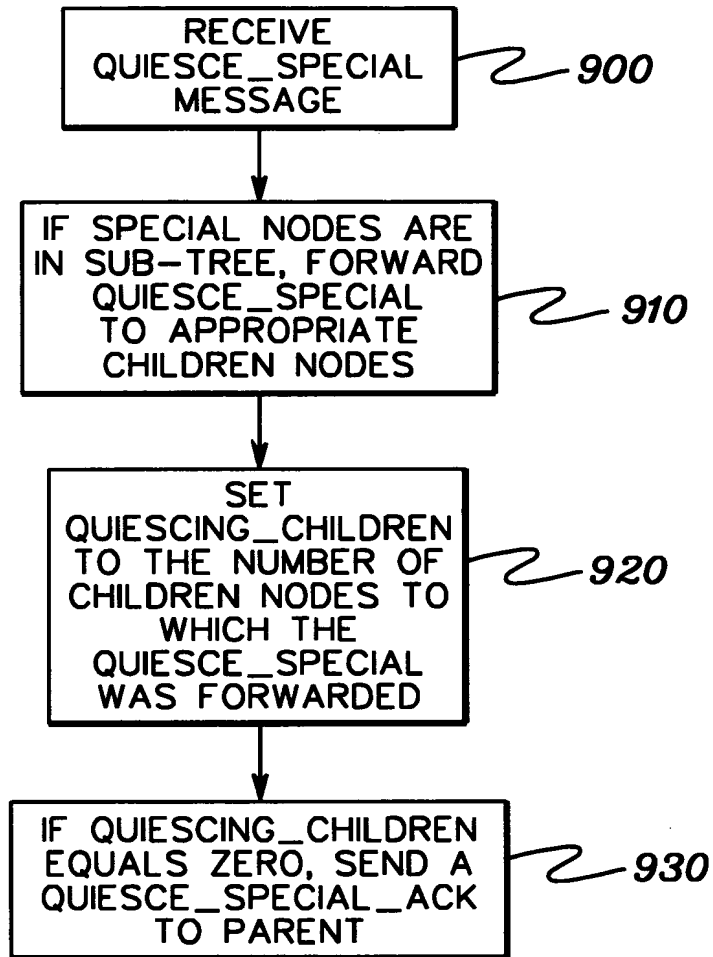 RECEIVE
QUIESCE_SPECIAL
MESSAGE
900
IF SPECIAL NODES ARE
IN SUB-TREE, FORWARD
QUIESCE_SPECIAL
TO APPROPRIATE
CHILDREN NODES
910
SET
QUIESCING_CHILDREN
TO THE NUMBER OF
CHILDREN NODES TO
WHICH THE
QUIESCE_SPECIAL
WAS FORWARDED
920
IF QUIESCING_CHILDREN
EQUALS ZERO, SEND A
QUIESCE_SPECIAL_ACK
TO PARENT
930